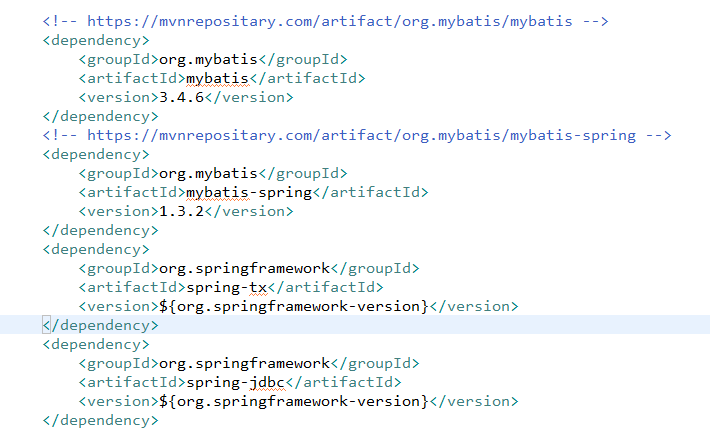 <!-- https://mvnrepositary.com/artifact/org.mybatis/mybatis -->
<dependency>
    <groupId>org.mybatis</groupId>
    <artifactId>mybatis</artifactId>
    <version>3.4.6</version>
</dependency>
<!-- https://mvnrepositary.com/artifact/org.mybatis/mybatis-spring -->
<dependency>
    <groupId>org.mybatis</groupId>
    <artifactId>mybatis-spring</artifactId>
    <version>1.3.2</version>
</dependency>
<dependency>
    <groupId>org.springframework</groupId>
    <artifactId>spring-tx</artifactId>
    <version>${org.springframework-version}</version>
</dependency>
<dependency>
    <groupId>org.springframework</groupId>
    <artifactId>spring-jdbc</artifactId>
    <version>${org.springframework-version}</version>
</dependency>